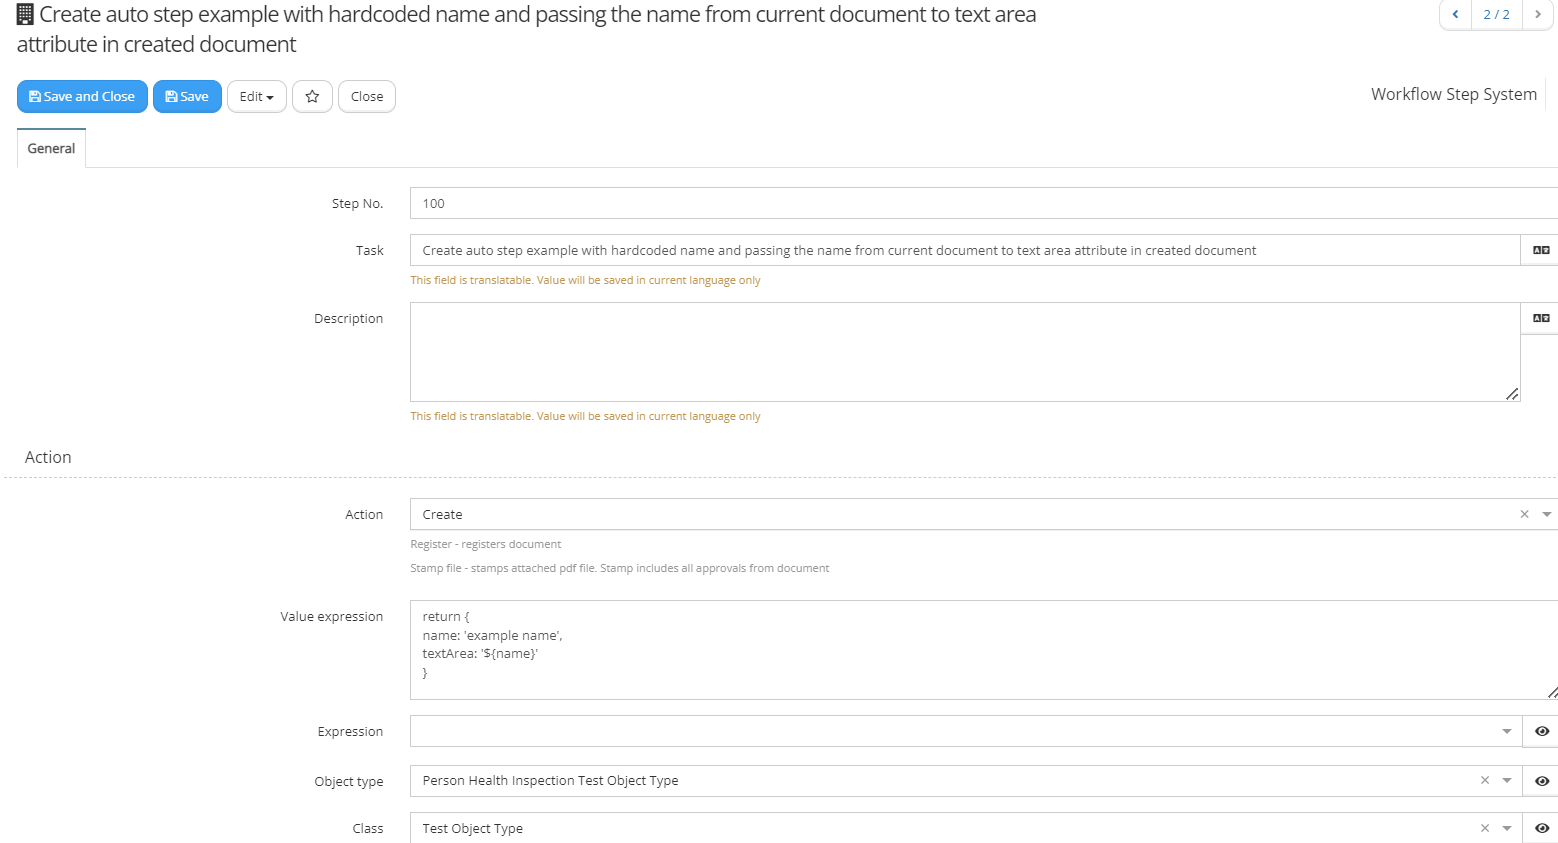 Create auto step example with hardcoded name and passing the name from current document to text area
attribute in created document
2 / 2
Save and Close
Save
Edit
Close
Workflow Step System
General
Step No.
100
Task
Create auto step example with hardcoded name and passing the name from current document to text area attribute in created document
This field is translatable. Value will be saved in current language only
Description
This field is translatable. Value will be saved in current language only
Action
Action
Create
Register - registers document
Stamp file - stamps attached pdf file. Stamp includes all approvals from document
Value expression
return {
name: 'example name',
textArea: '${name}'
}
Expression
Object type
Person Health Inspection Test Object Type
Class
Test Object Type